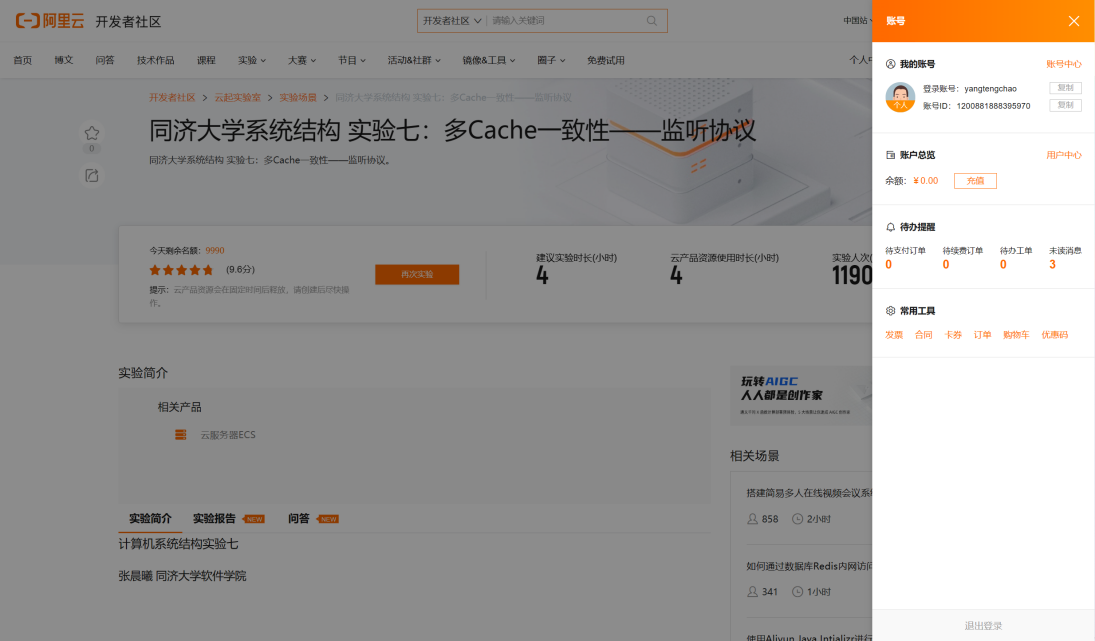 阿里云 开发者社区
开发者社区 请输入关键词
中国站
首页 博文 问答 技术作品 课程 实验 大赛 节目 活动&社群 镜像&工具 圈子 免费试用
开发者社区 > 云起实验室 > 实验场景 > 同济大学系统结构 实验七：多Cache一致性——监听协议
同济大学系统结构 实验七：多Cache一致性——监听协议
同济大学系统结构 实验七：多Cache一致性——监听协议。
0
今天剩余名额：9990
(9.6分)
提示：云产品资源会在固定时间后释放，请创建后尽快操作。
再次实验
建议实验时长(小时)
4
云产品资源使用时长(小时)
4
实验人次(
1190
实验简介
相关产品
云服务器ECS
实验简介 实验报告 NEW 问答 NEW
计算机系统结构实验七
张晨曦 同济大学软件学院
玩转AIGC
人人都是创作家
相关场景
搭建简易多人在线视频会议系
858 2小时
如何通过数据库Redis内网访问
341 1小时
使用Aliyun Java Intializr进行
账号
我的账号 账号中心
个人
登录账号：yangtengchao 复制
账号ID：1200881888395970 复制
账户总览 用户中心
余额：¥0.00 充值
待办提醒
待支付订单 待续费订单 待办工单 未读消息
0 0 0 3
常用工具
发票 合同 卡券 订单 购物车 优惠码
退出登录